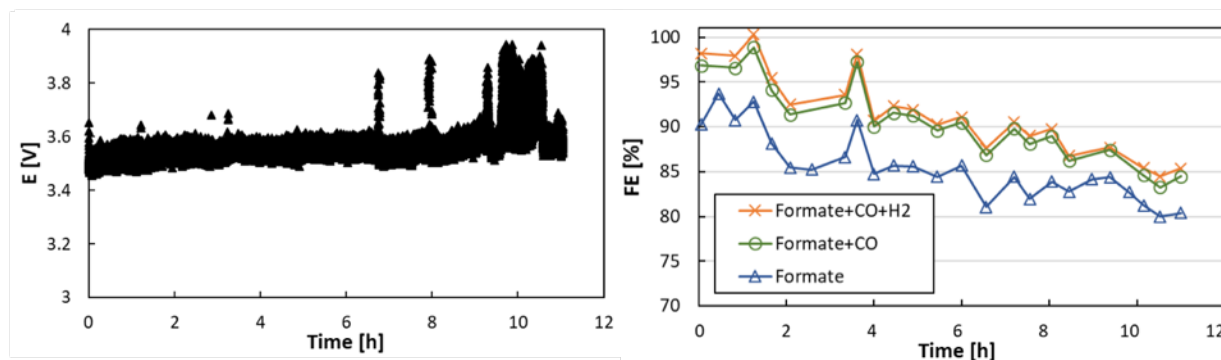 4
3.8
3.6
3.4
3.2
3
E [V]
0 2 4 6 8 10 12
Time [h]
100
95
90
85
80
75
70
FE [%]
Formate+CO+H2
Formate+CO
Formate
0 2 4 6 8 10 12
Time [h]